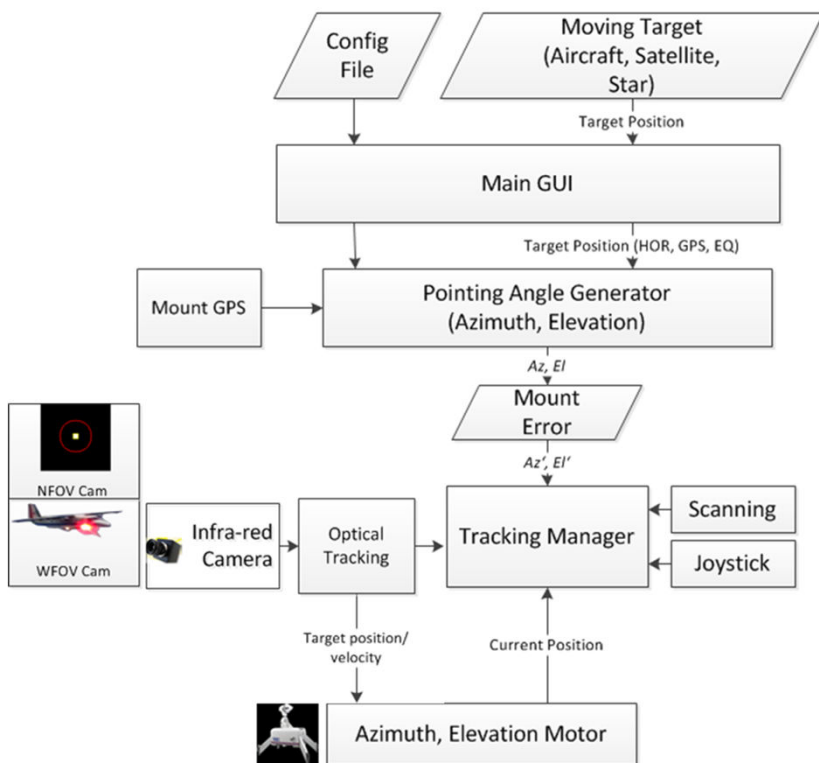 Config
File
Moving Target
(Aircraft, Satellite,
Star)
Target Position
Main GUI
Target Position (HOR, GPS, EQ)
Mount GPS
Pointing Angle Generator
(Azimuth, Elevation)
Az, El
Mount
Error
Az‘, El‘
NFOV Cam
WFOV Cam
Infra-red
Camera
Optical
Tracking
Tracking Manager
Scanning
Joystick
Target position/
velocity
Current Position
Azimuth, Elevation Motor